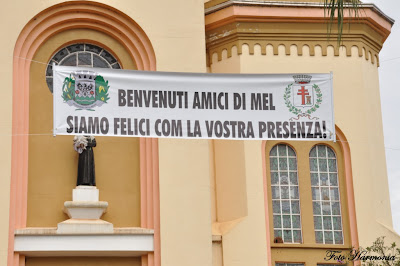 BENVENUTI AMICI DI MEL
SIAMO FELICI COM LA VOSTRA PRESENZA!
Foto Harmonia